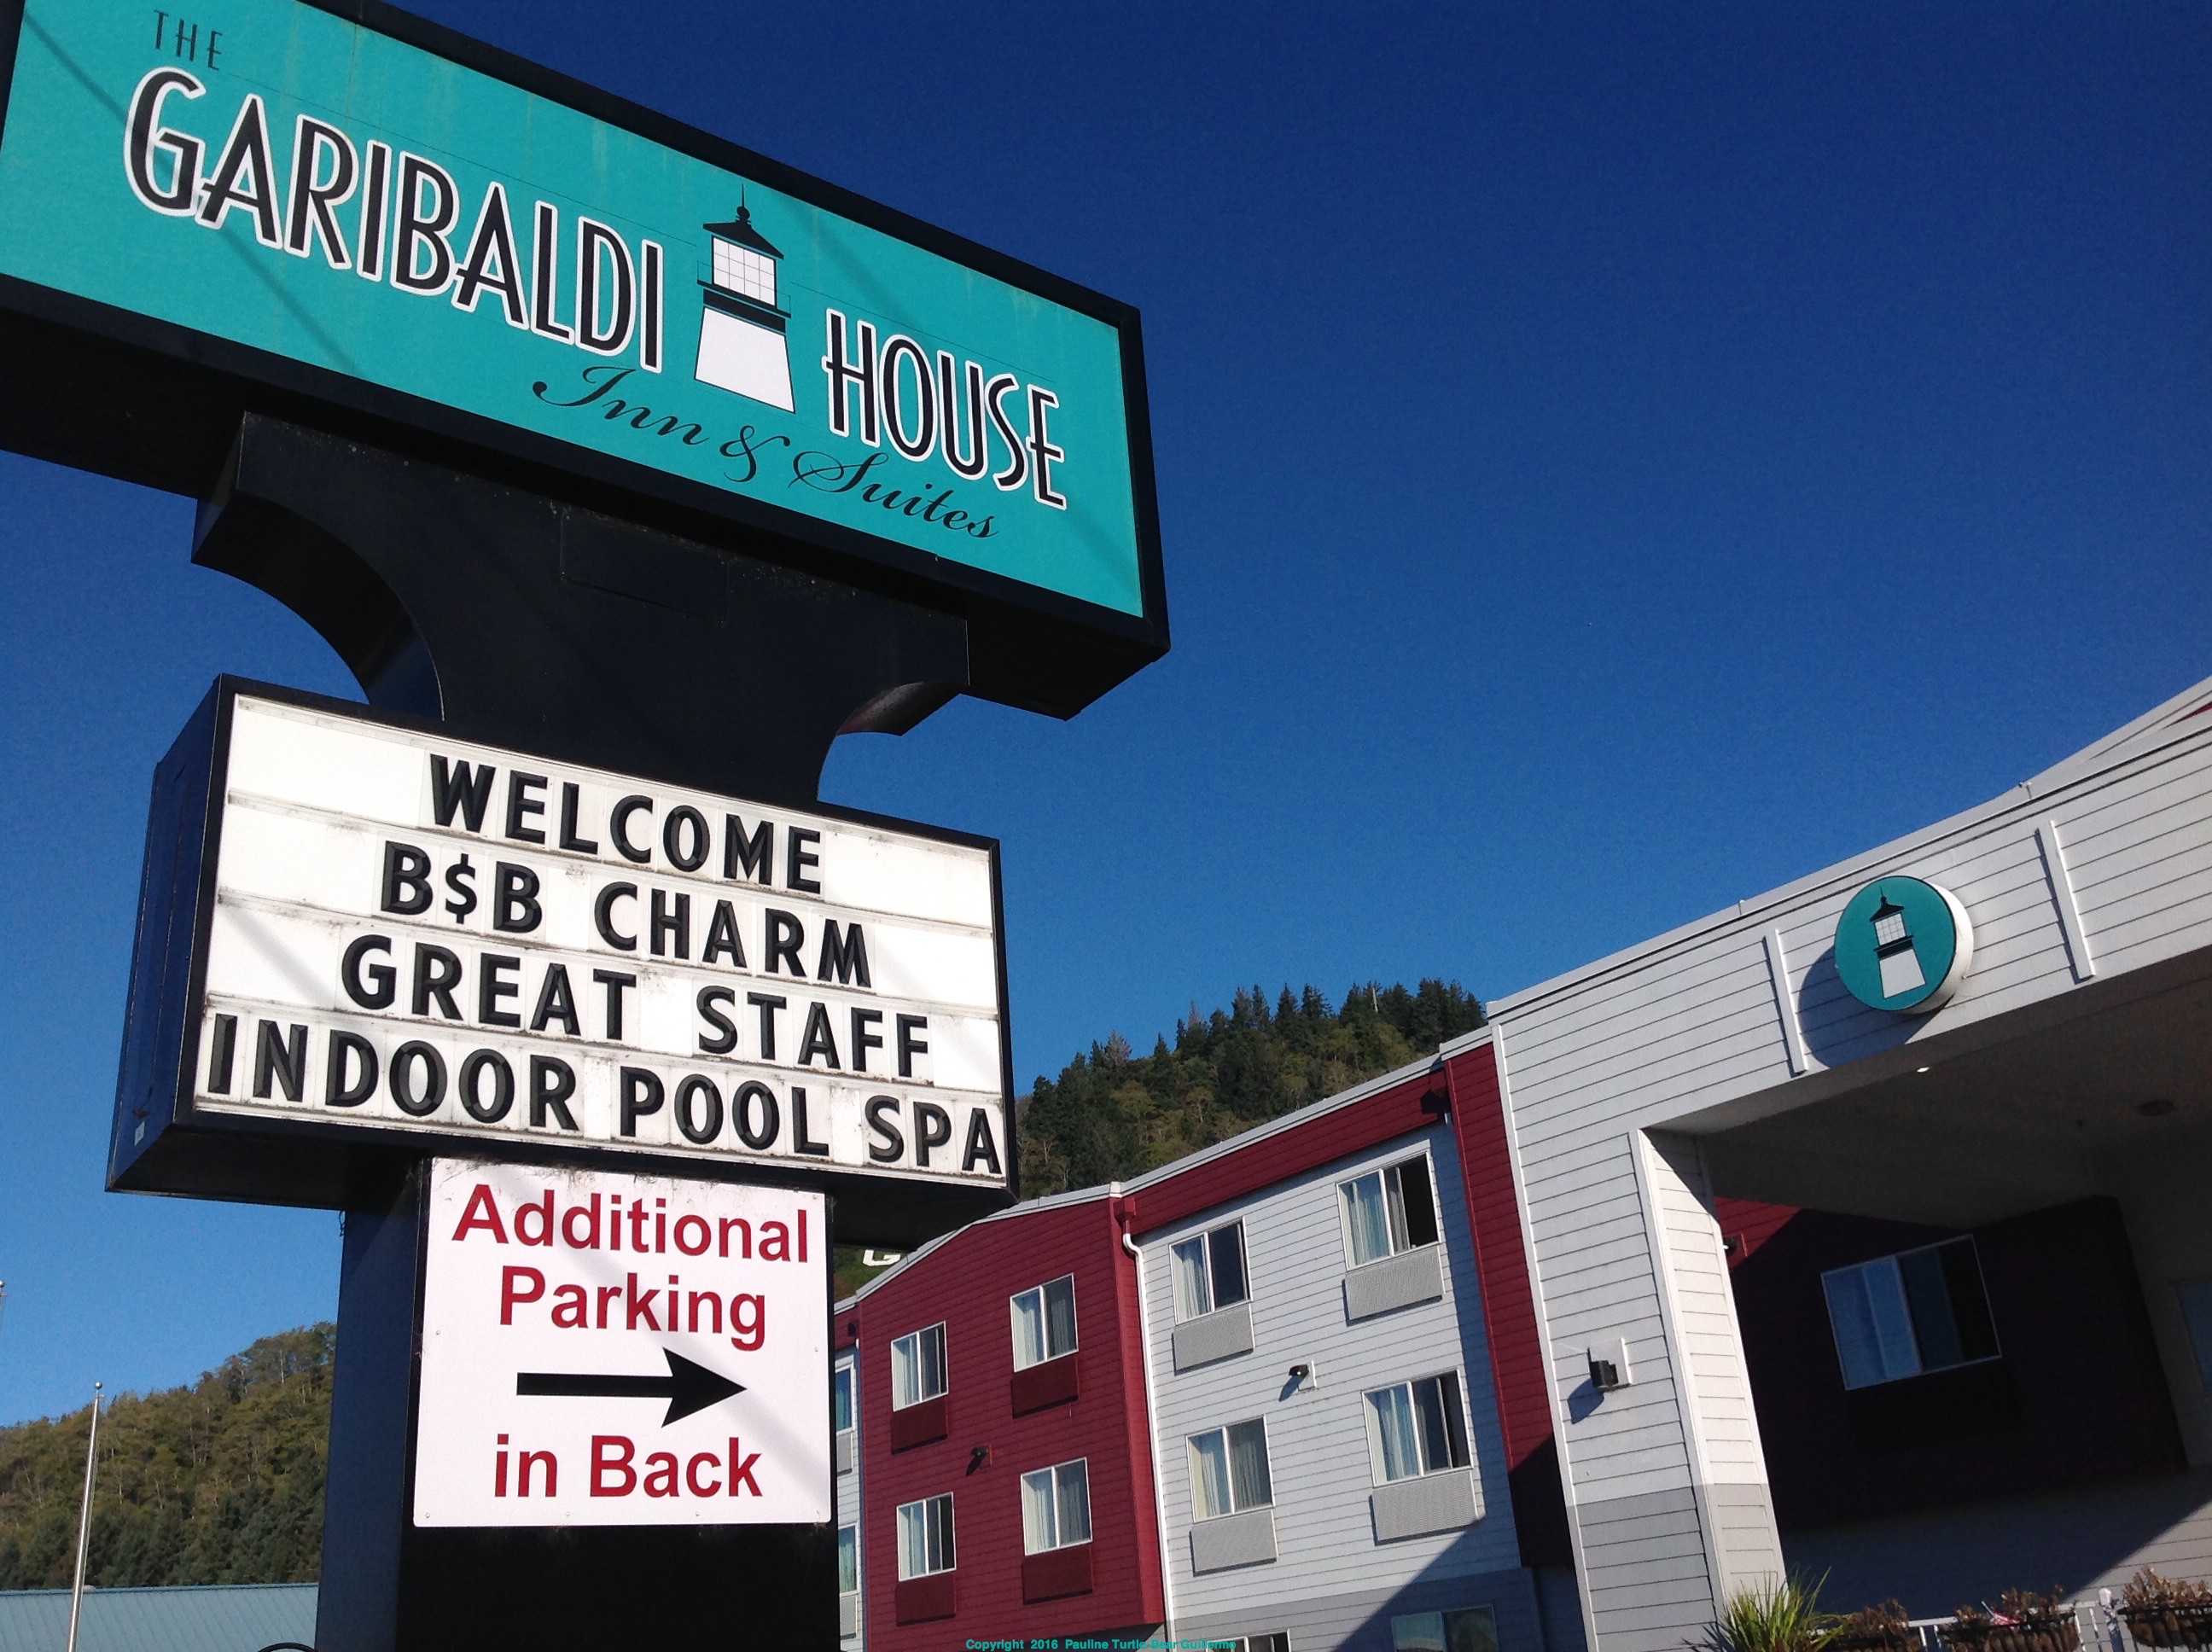 THE
GARIBALDI HOUSE
Inn & Suites
WELCOME
B$B CHARM
GREAT STAFF
INDOOR POOL SPA
Additional
Parking
in Back
G
Copyright 2016 Pauline Turtle-Bear Guillermo